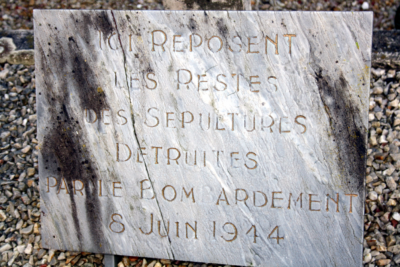 ICI REPOSENT
LES RESTES
DES SEPULTURES
DETRUITES
PAR LE BOMBARDEMENT
8 JUIN 1944